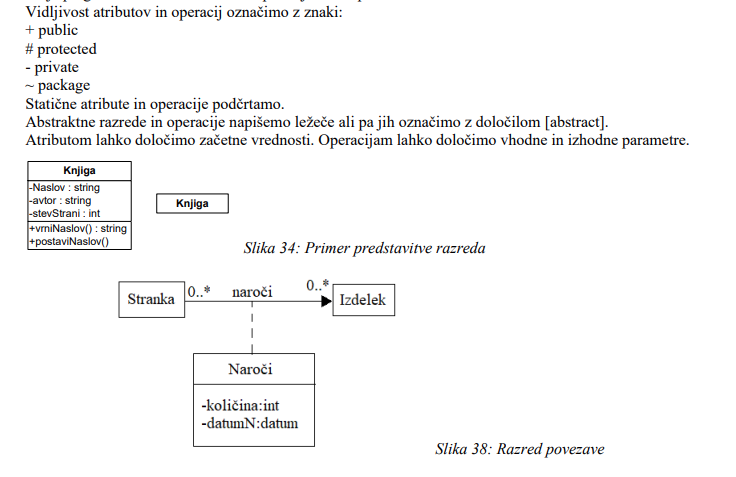 Vidljivost atributov in operacij označimo z znaki:
+ public
# protected
- private
~ package
Statične atribute in operacije podčrtamo.
Abstraktne razrede in operacije napišemo ležeče ali pa jih označimo z določilom [abstract].
Atributom lahko določimo začetne vrednosti. Operacijam lahko določimo vhodne in izhodne parametre.
Knjiga
-Naslov : string
-avtor : string
-stevStrani : int
+vrniNaslov() : string
+postaviNaslov()
Knjiga
Slika 34: Primer predstavitve razreda
Stranka 0..* naroči 0..* Izdelek
Naroči
-količina:int
-datumN:datum
Slika 38: Razred povezave